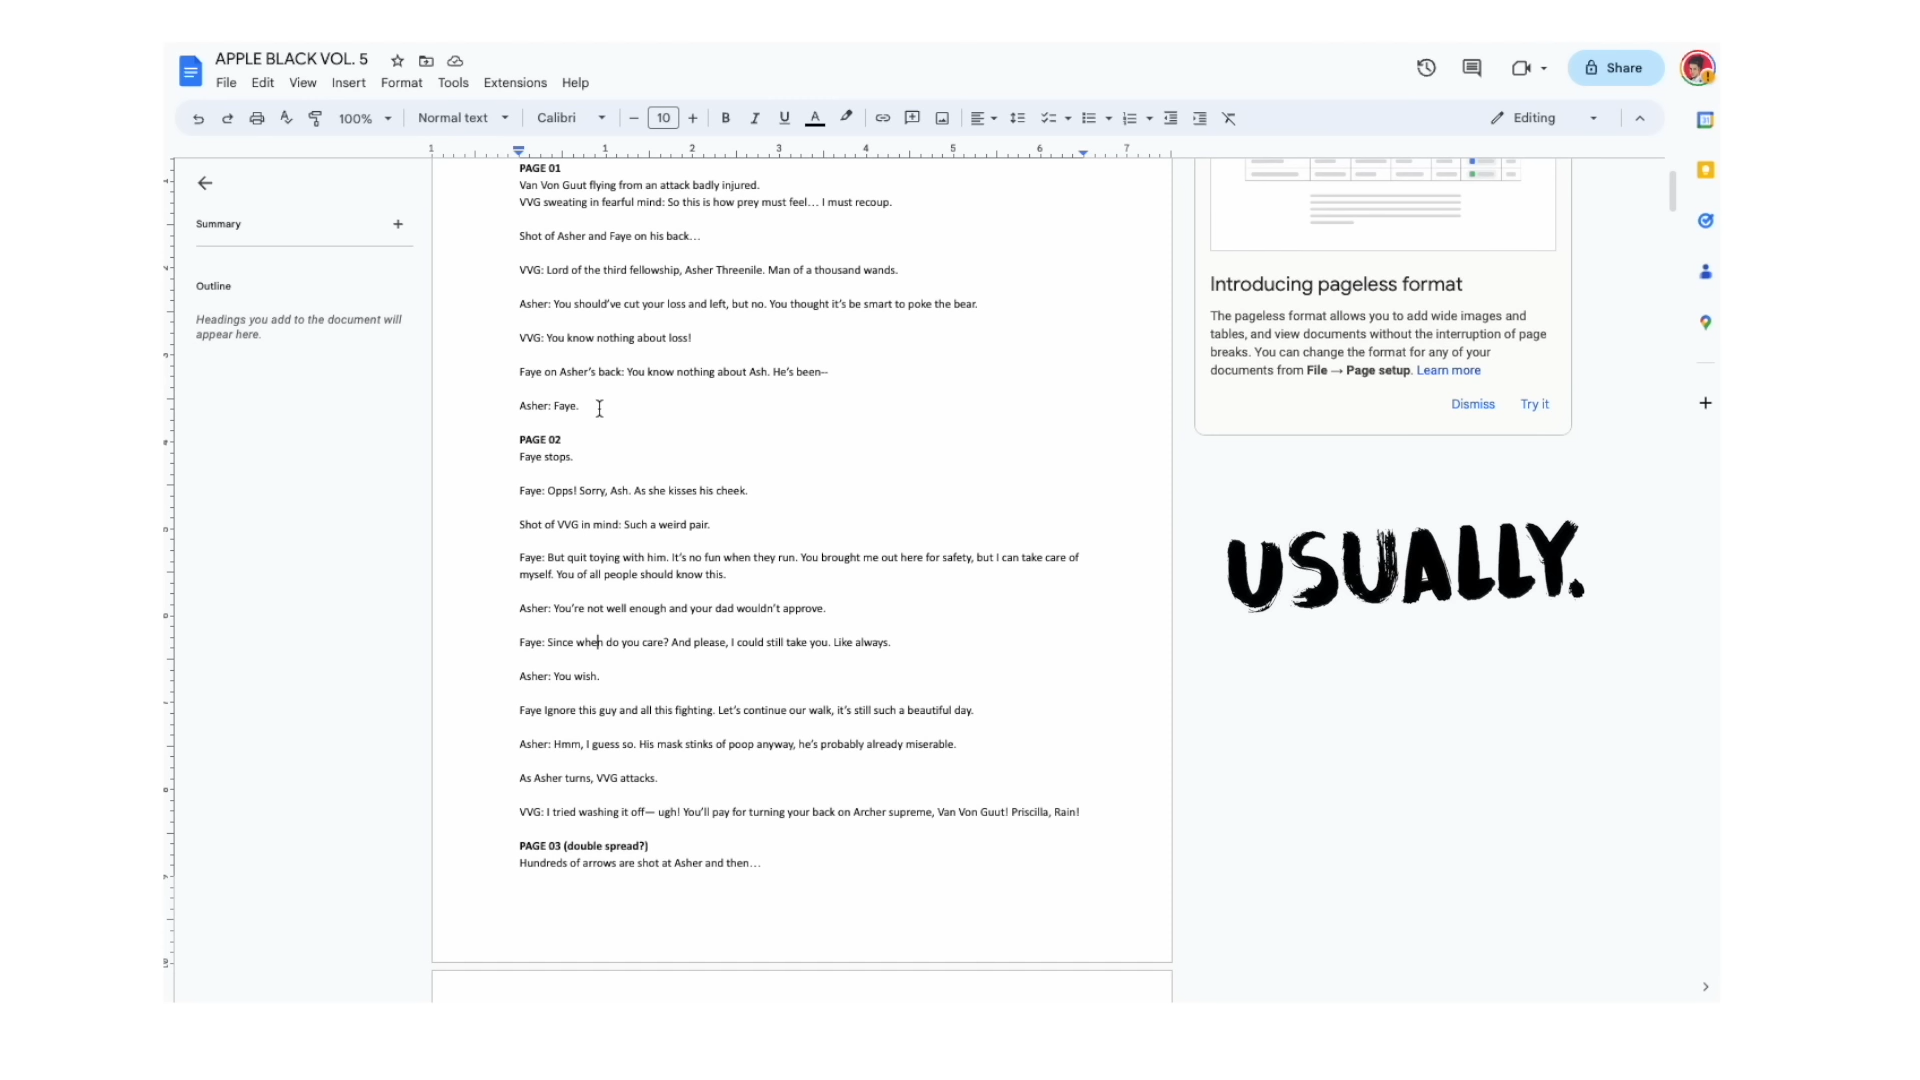 APPLE BLACK VOL. 5
File Edit View Insert Format Tools Extensions Help
Share
100% Normal text Calibri 10 Editing
1 1 2 3 4 5 6 7
PAGE 01
Van Von Guut flying from an attack badly injured.
VVG sweating in fearful mind: So this is how prey must feel… I must recoup.
Shot of Asher and Faye on his back…
VVG: Lord of the third fellowship, Asher Threenile. Man of a thousand wands.
Asher: You should’ve cut your loss and left, but no. You thought it’s be smart to poke the bear.
VVG: You know nothing about loss!
Faye on Asher’s back: You know nothing about Ash. He’s been--
Asher: Faye.
PAGE 02
Faye stops.
Faye: Opps! Sorry, Ash. As she kisses his cheek.
Shot of VVG in mind: Such a weird pair.
Faye: But quit toying with him. It’s no fun when they run. You brought me out here for safety, but I can take care of
myself. You of all people should know this.
Asher: You’re not well enough and your dad wouldn’t approve.
Faye: Since when do you care? And please, I could still take you. Like always.
Asher: You wish.
Faye Ignore this guy and all this fighting. Let’s continue our walk, it’s still such a beautiful day.
Asher: Hmm, I guess so. His mask stinks of poop anyway, he’s probably already miserable.
As Asher turns, VVG attacks.
VVG: I tried washing it off— ugh! You’ll pay for turning your back on Archer supreme, Van Von Guut! Priscilla, Rain!
PAGE 03 (double spread?)
Hundreds of arrows are shot at Asher and then…
Summary
Outline
Headings you add to the document will
appear here.
Introducing pageless format
The pageless format allows you to add wide images and
tables, and view documents without the interruption of page
breaks. You can change the format for any of your
documents from File → Page setup. Learn more
Dismiss Try it
USUALLY.